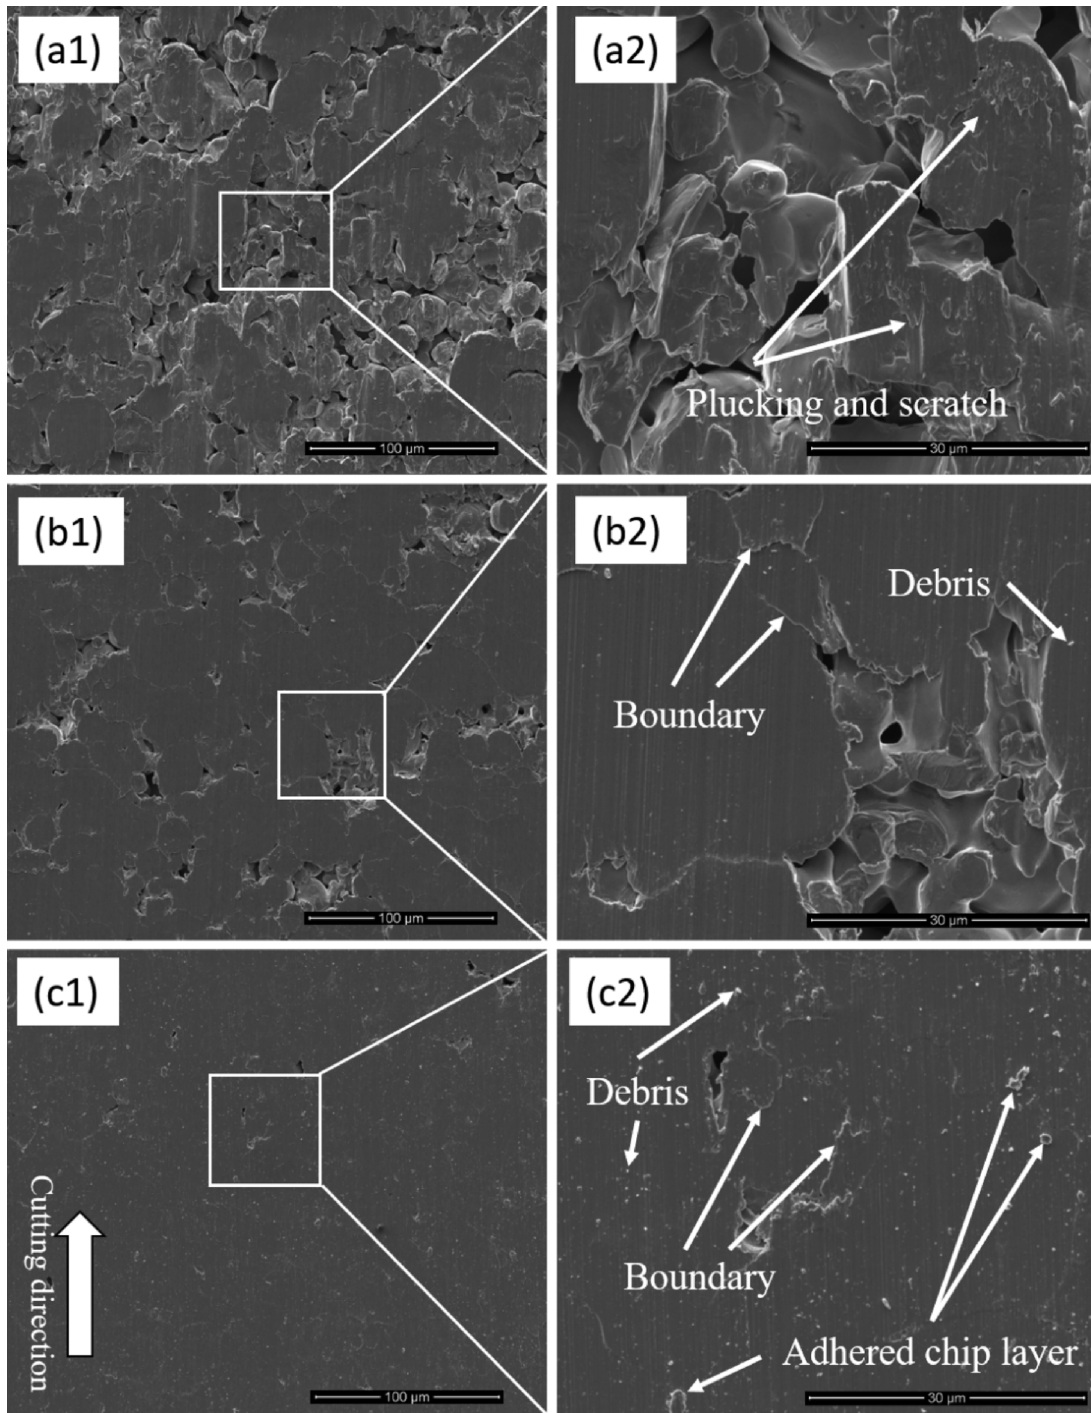 (a1)
100 μm
(a2)
Plucking and scratch
30 μm
(b1)
100 μm
(b2)
Debris
Boundary
30 μm
(c1)
Cutting direction
100 μm
(c2)
Debris
Boundary
Adhered chip layer
30 μm